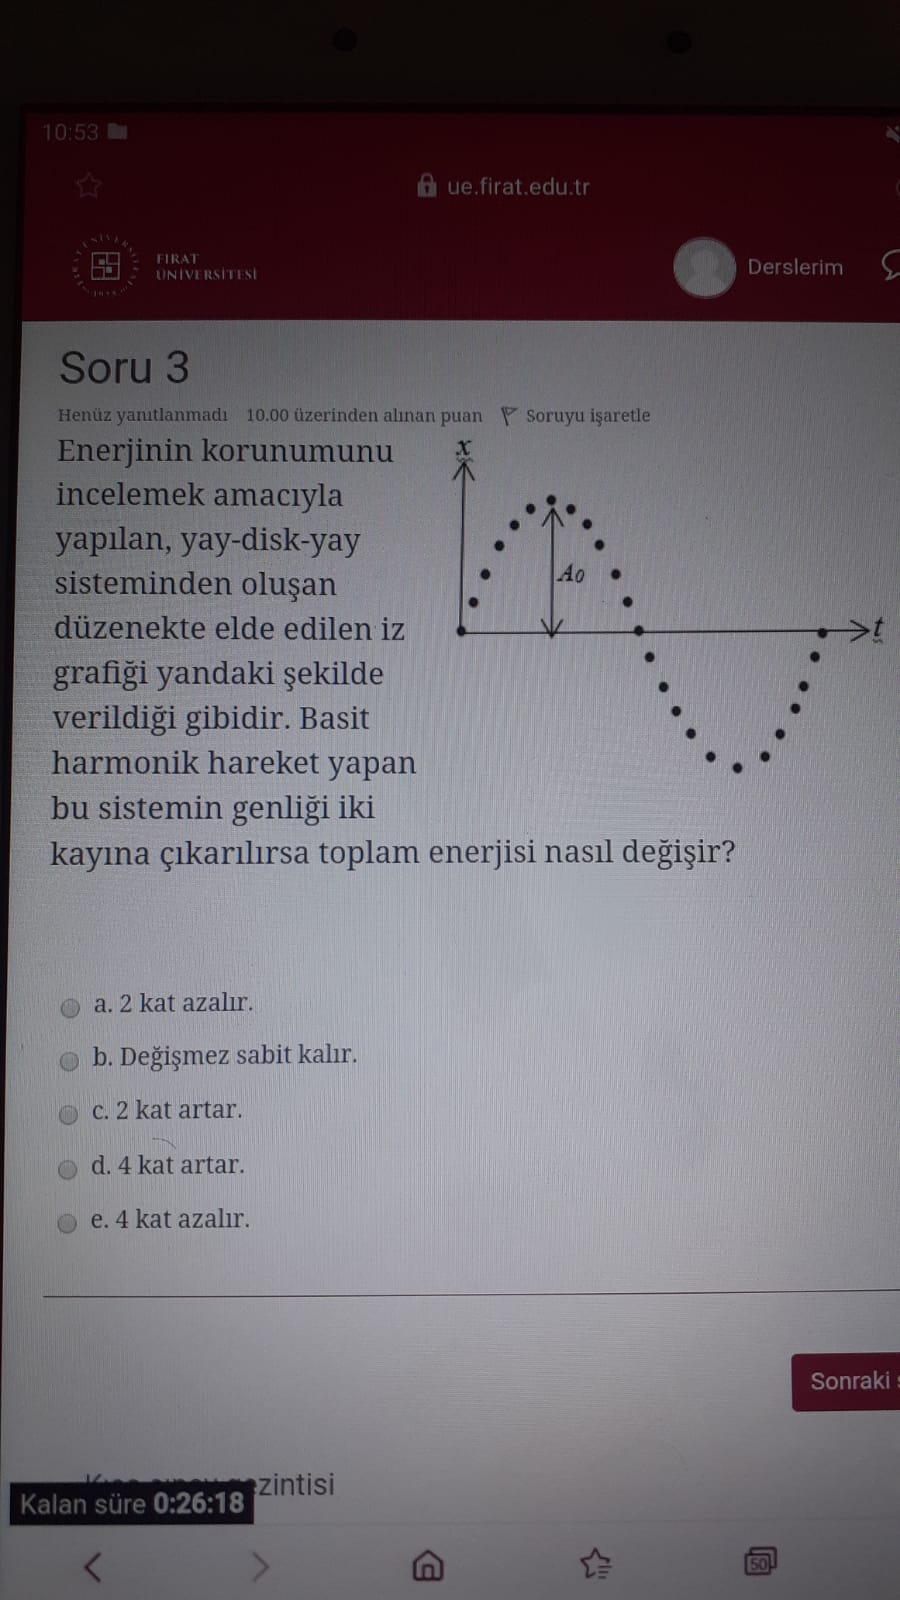 10:53
ue.firat.edu.tr
FIRAT
ÜNİVERSİTESİ
Derslerim
Soru 3
Henüz yanıtlanmadı 10.00 üzerinden alınan puan Soruyu işaretle
Enerjinin korunumunu
incelemek amacıyla
yapılan, yay-disk-yay
sisteminden oluşan
düzenekte elde edilen iz
grafiği yandaki şekilde
verildiği gibidir. Basit
harmonik hareket yapan
bu sistemin genliği iki
kayına çıkarılırsa toplam enerjisi nasıl değişir?
x
A0
t
a. 2 kat azalır.
b. Değişmez sabit kalır.
c. 2 kat artar.
d. 4 kat artar.
e. 4 kat azalır.
Sonraki
Kalan süre 0:26:18
50